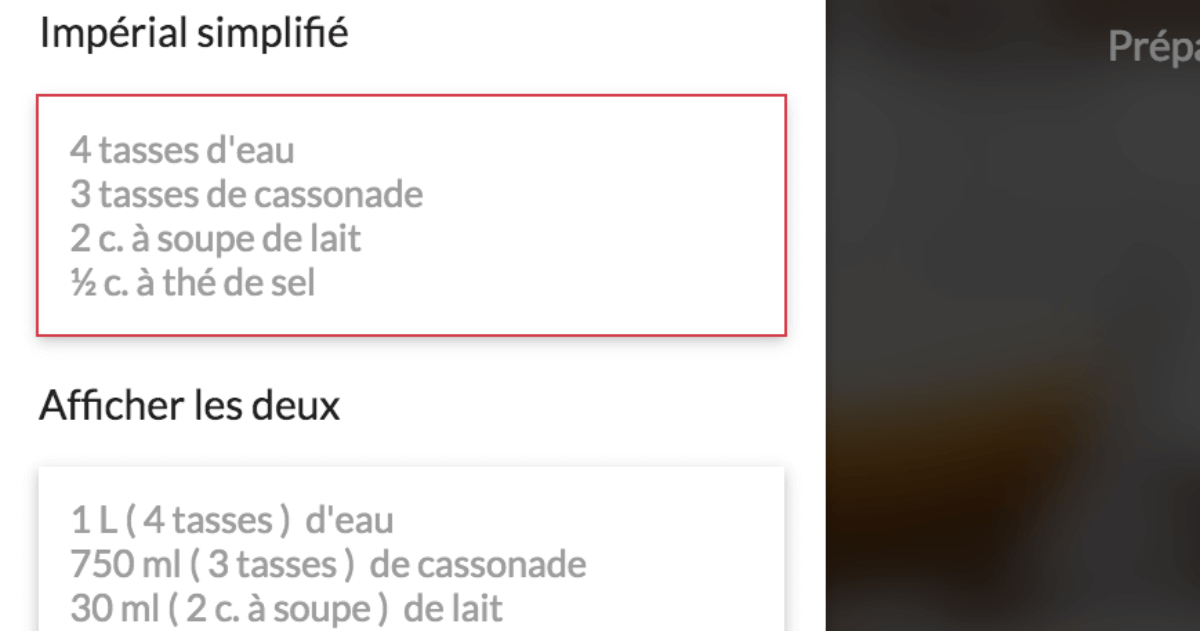 Impérial simplifié
4 tasses d'eau
3 tasses de cassonade
2 c. à soupe de lait
½ c. à thé de sel
Afficher les deux
1 L ( 4 tasses ) d'eau
750 ml ( 3 tasses ) de cassonade
30 ml ( 2 c. à soupe ) de lait